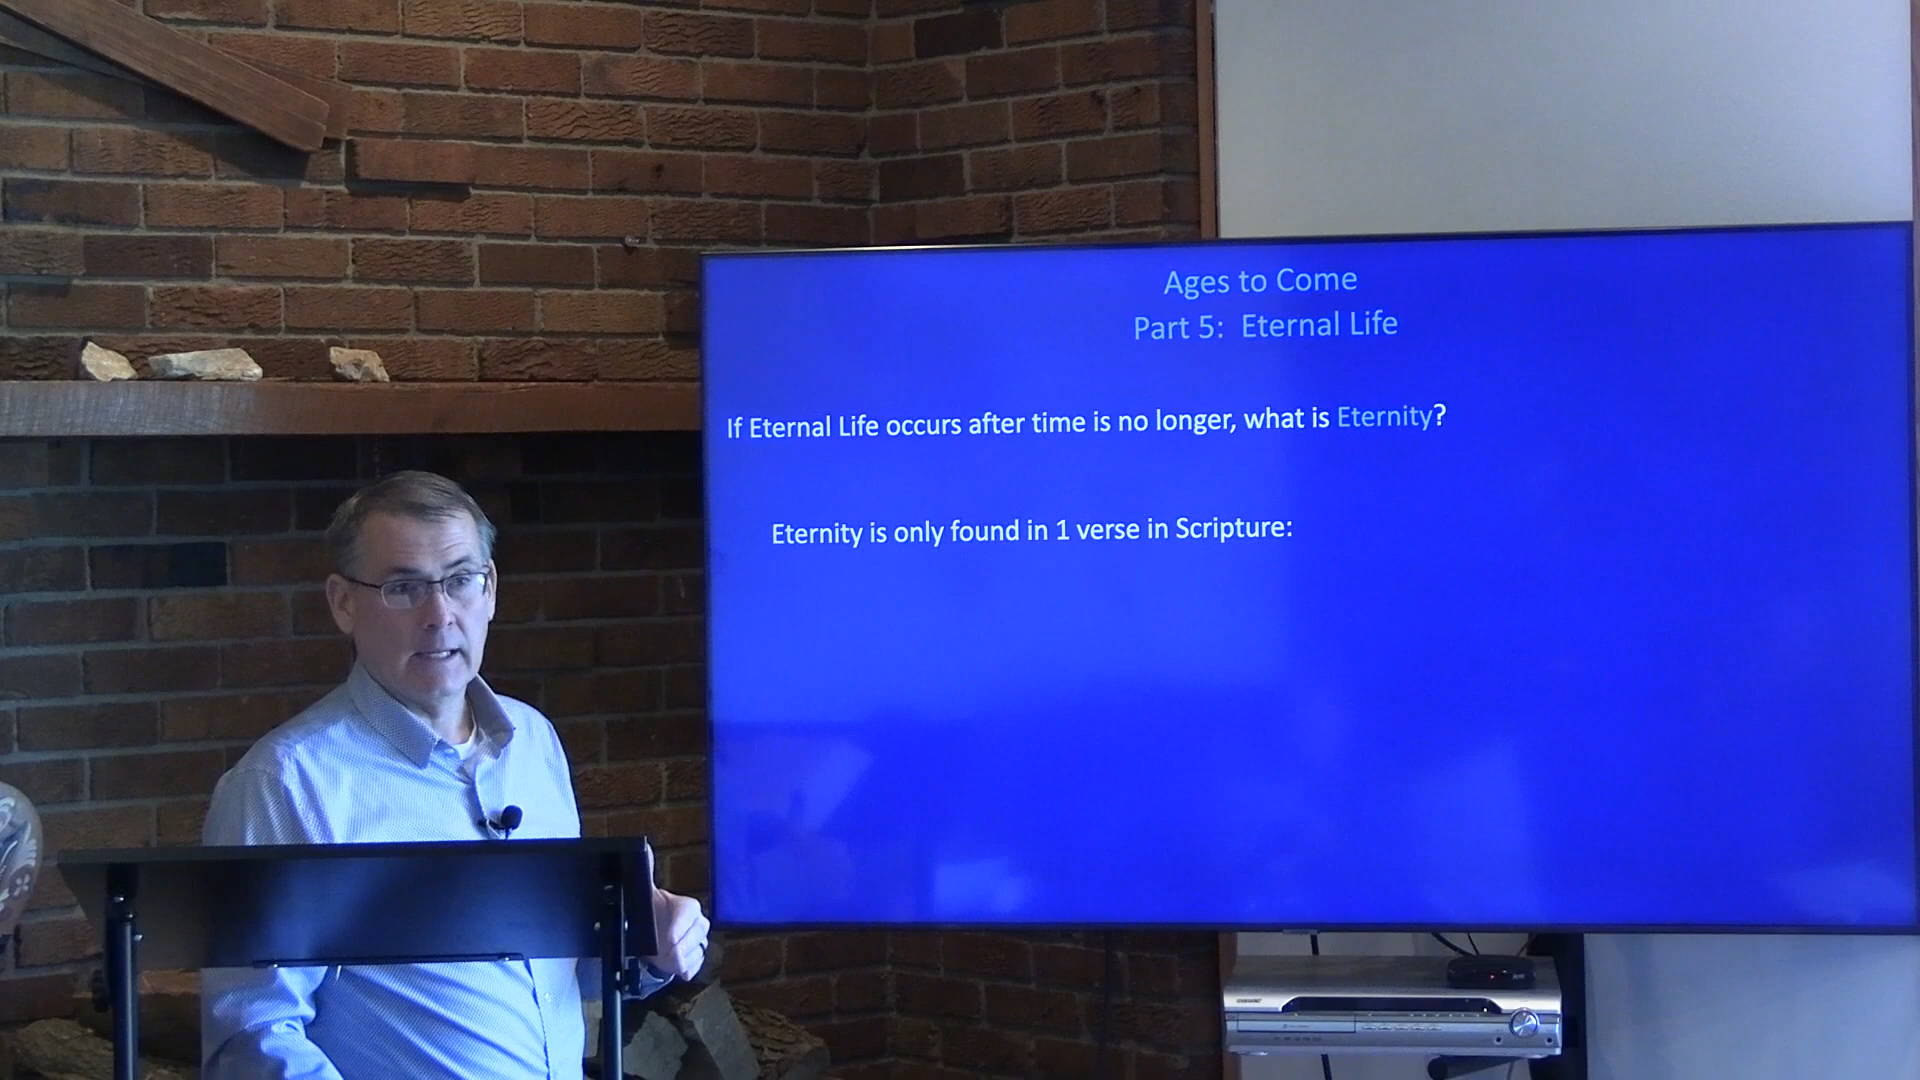 Ages to Come
Part 5: Eternal Life
If Eternal Life occurs after time is no longer, what is Eternity?
Eternity is only found in 1 verse in Scripture: